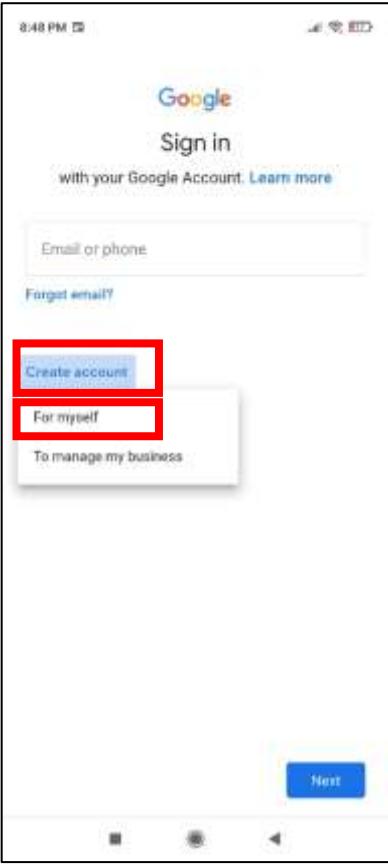 8:48 PM
Google
Sign in
with your Google Account. Learn more
Email or phone
Forgot email?
Create account
For myself
To manage my business
Next